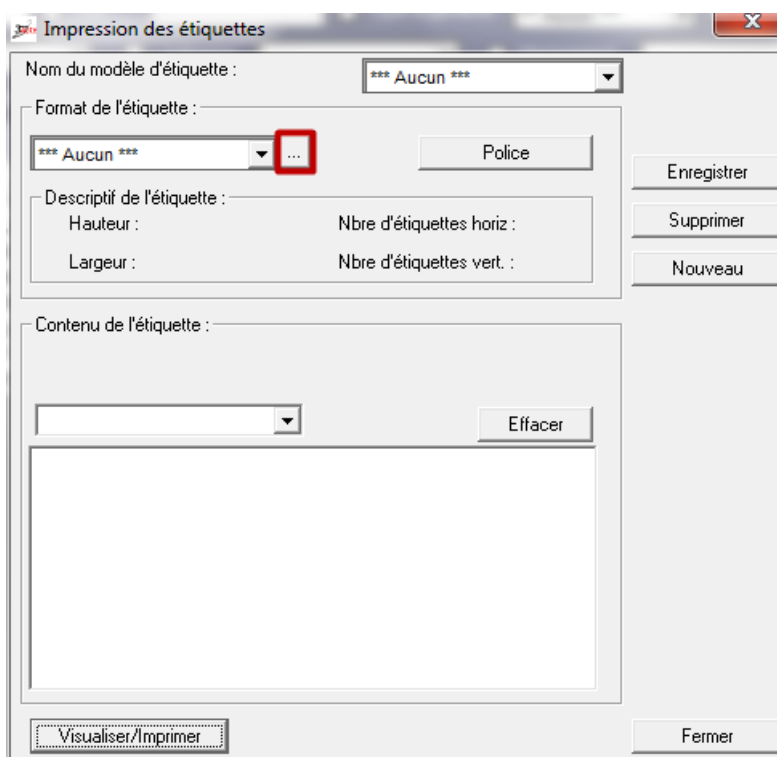 Impression des étiquettes
Nom du modèle d'étiquette :
*** Aucun ***
Format de l'étiquette :
*** Aucun ***
...
Police
Enregistrer
Descriptif de l'étiquette :
Hauteur :
Nbre d'étiquettes horiz :
Supprimer
Largeur :
Nbre d'étiquettes vert. :
Nouveau
Contenu de l'étiquette :
Effacer
Visualiser/Imprimer
Fermer